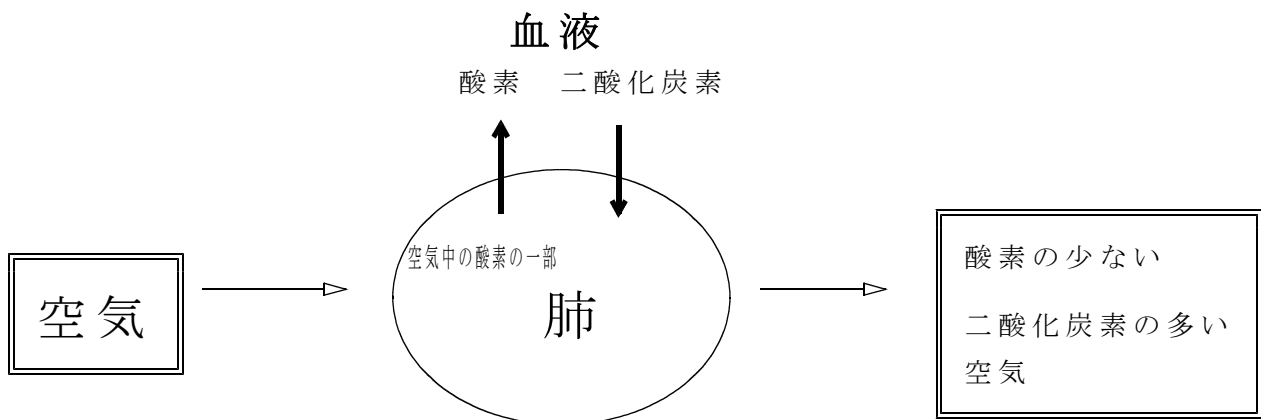 血液
酸素　二酸化炭素
空気中の酸素の一部
肺
空気
酸素の少ない
二酸化炭素の多い
空気